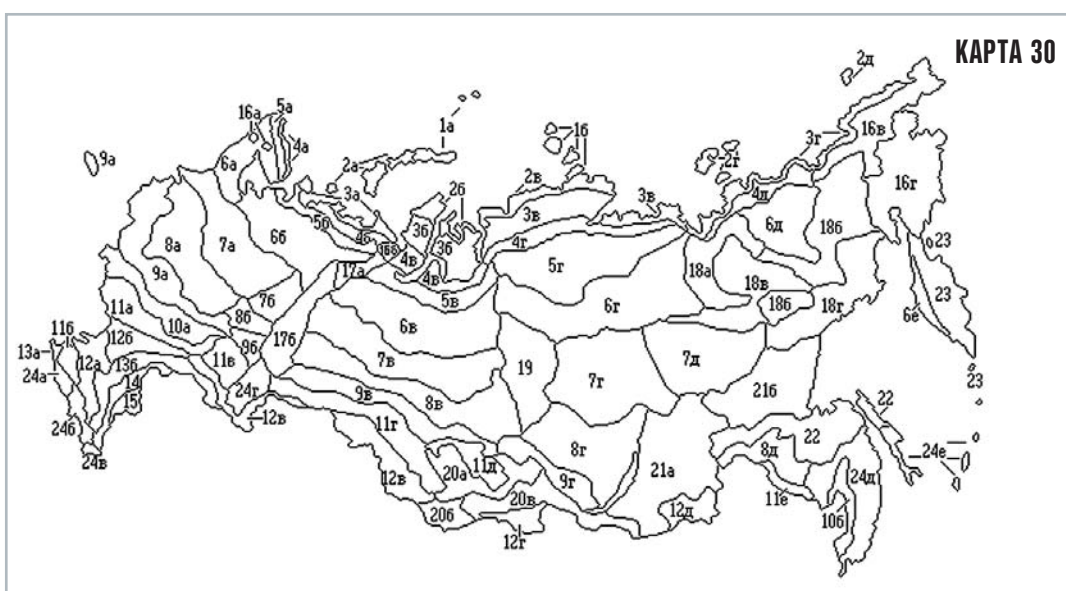 КАРТА 30
2д
5а
16а
1а
16
3г
16в
9а
6а
4а
2а
2г
2б
2в
3а
3в
4д
16г
3б
3б
3в
5б
6д
18б
8а
7а
6б
4б
16б
4в
4г
23
17а
4в
5г
18а
9а
5в
18в
23
7б
6г
18б
18г
11а
8б
6в
6е
10а
17б
11б
12б
9б
13а
12а
11в
7в
19
7д
13б
7г
23
24а
14
24г
9в
8в
21б
15
22
12в
11г
24б
22
8г
8д
24е
24в
20а
11д
21а
24д
12в
9г
20в
11е
12д
20б
10б
12г